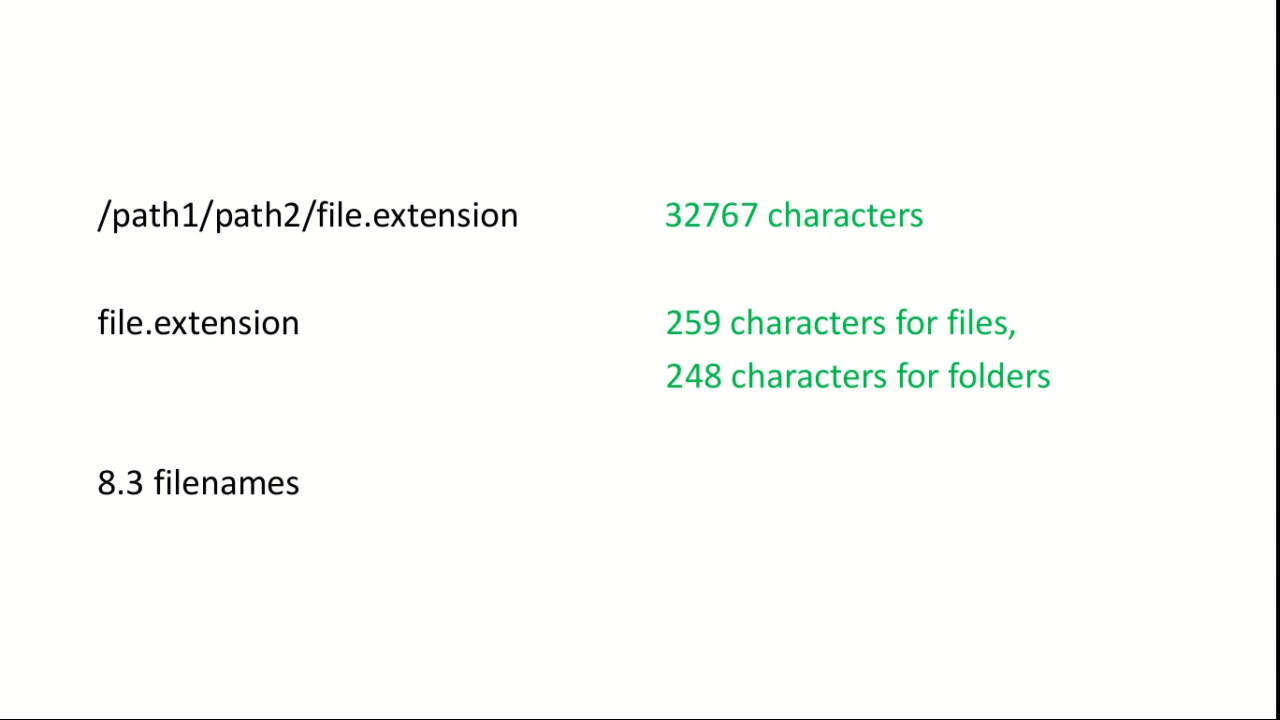 /path1/path2/file.extension 32767 characters
file.extension 259 characters for files,
248 characters for folders
8.3 filenames